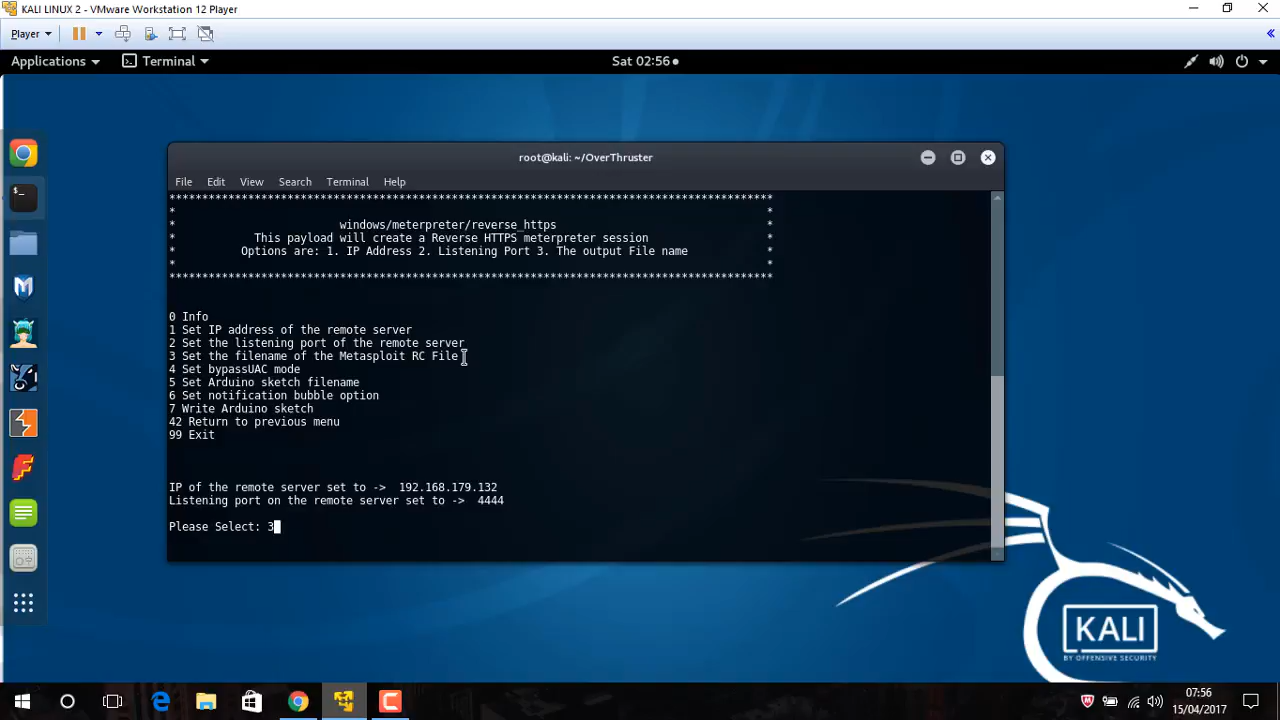 KALI LINUX 2 - VMware Workstation 12 Player
Player
Applications
Terminal
Sat 02:56
root@kali: ~/OverThruster
File Edit View Search Terminal Help
*******************************************************************************************
* *
* windows/meterpreter/reverse_https *
* This payload will create a Reverse HTTPS meterpreter session *
* Options are: 1. IP Address 2. Listening Port 3. The output File name *
* *
*******************************************************************************************
0 Info
1 Set IP address of the remote server
2 Set the listening port of the remote server
3 Set the filename of the Metasploit RC File
4 Set bypassUAC mode
5 Set Arduino sketch filename
6 Set notification bubble option
7 Write Arduino sketch
42 Return to previous menu
99 Exit
IP of the remote server set to -> 192.168.179.132
Listening port on the remote server set to -> 4444
Please Select: 3
KALI
BY OFFENSIVE SECURITY
07:56
15/04/2017